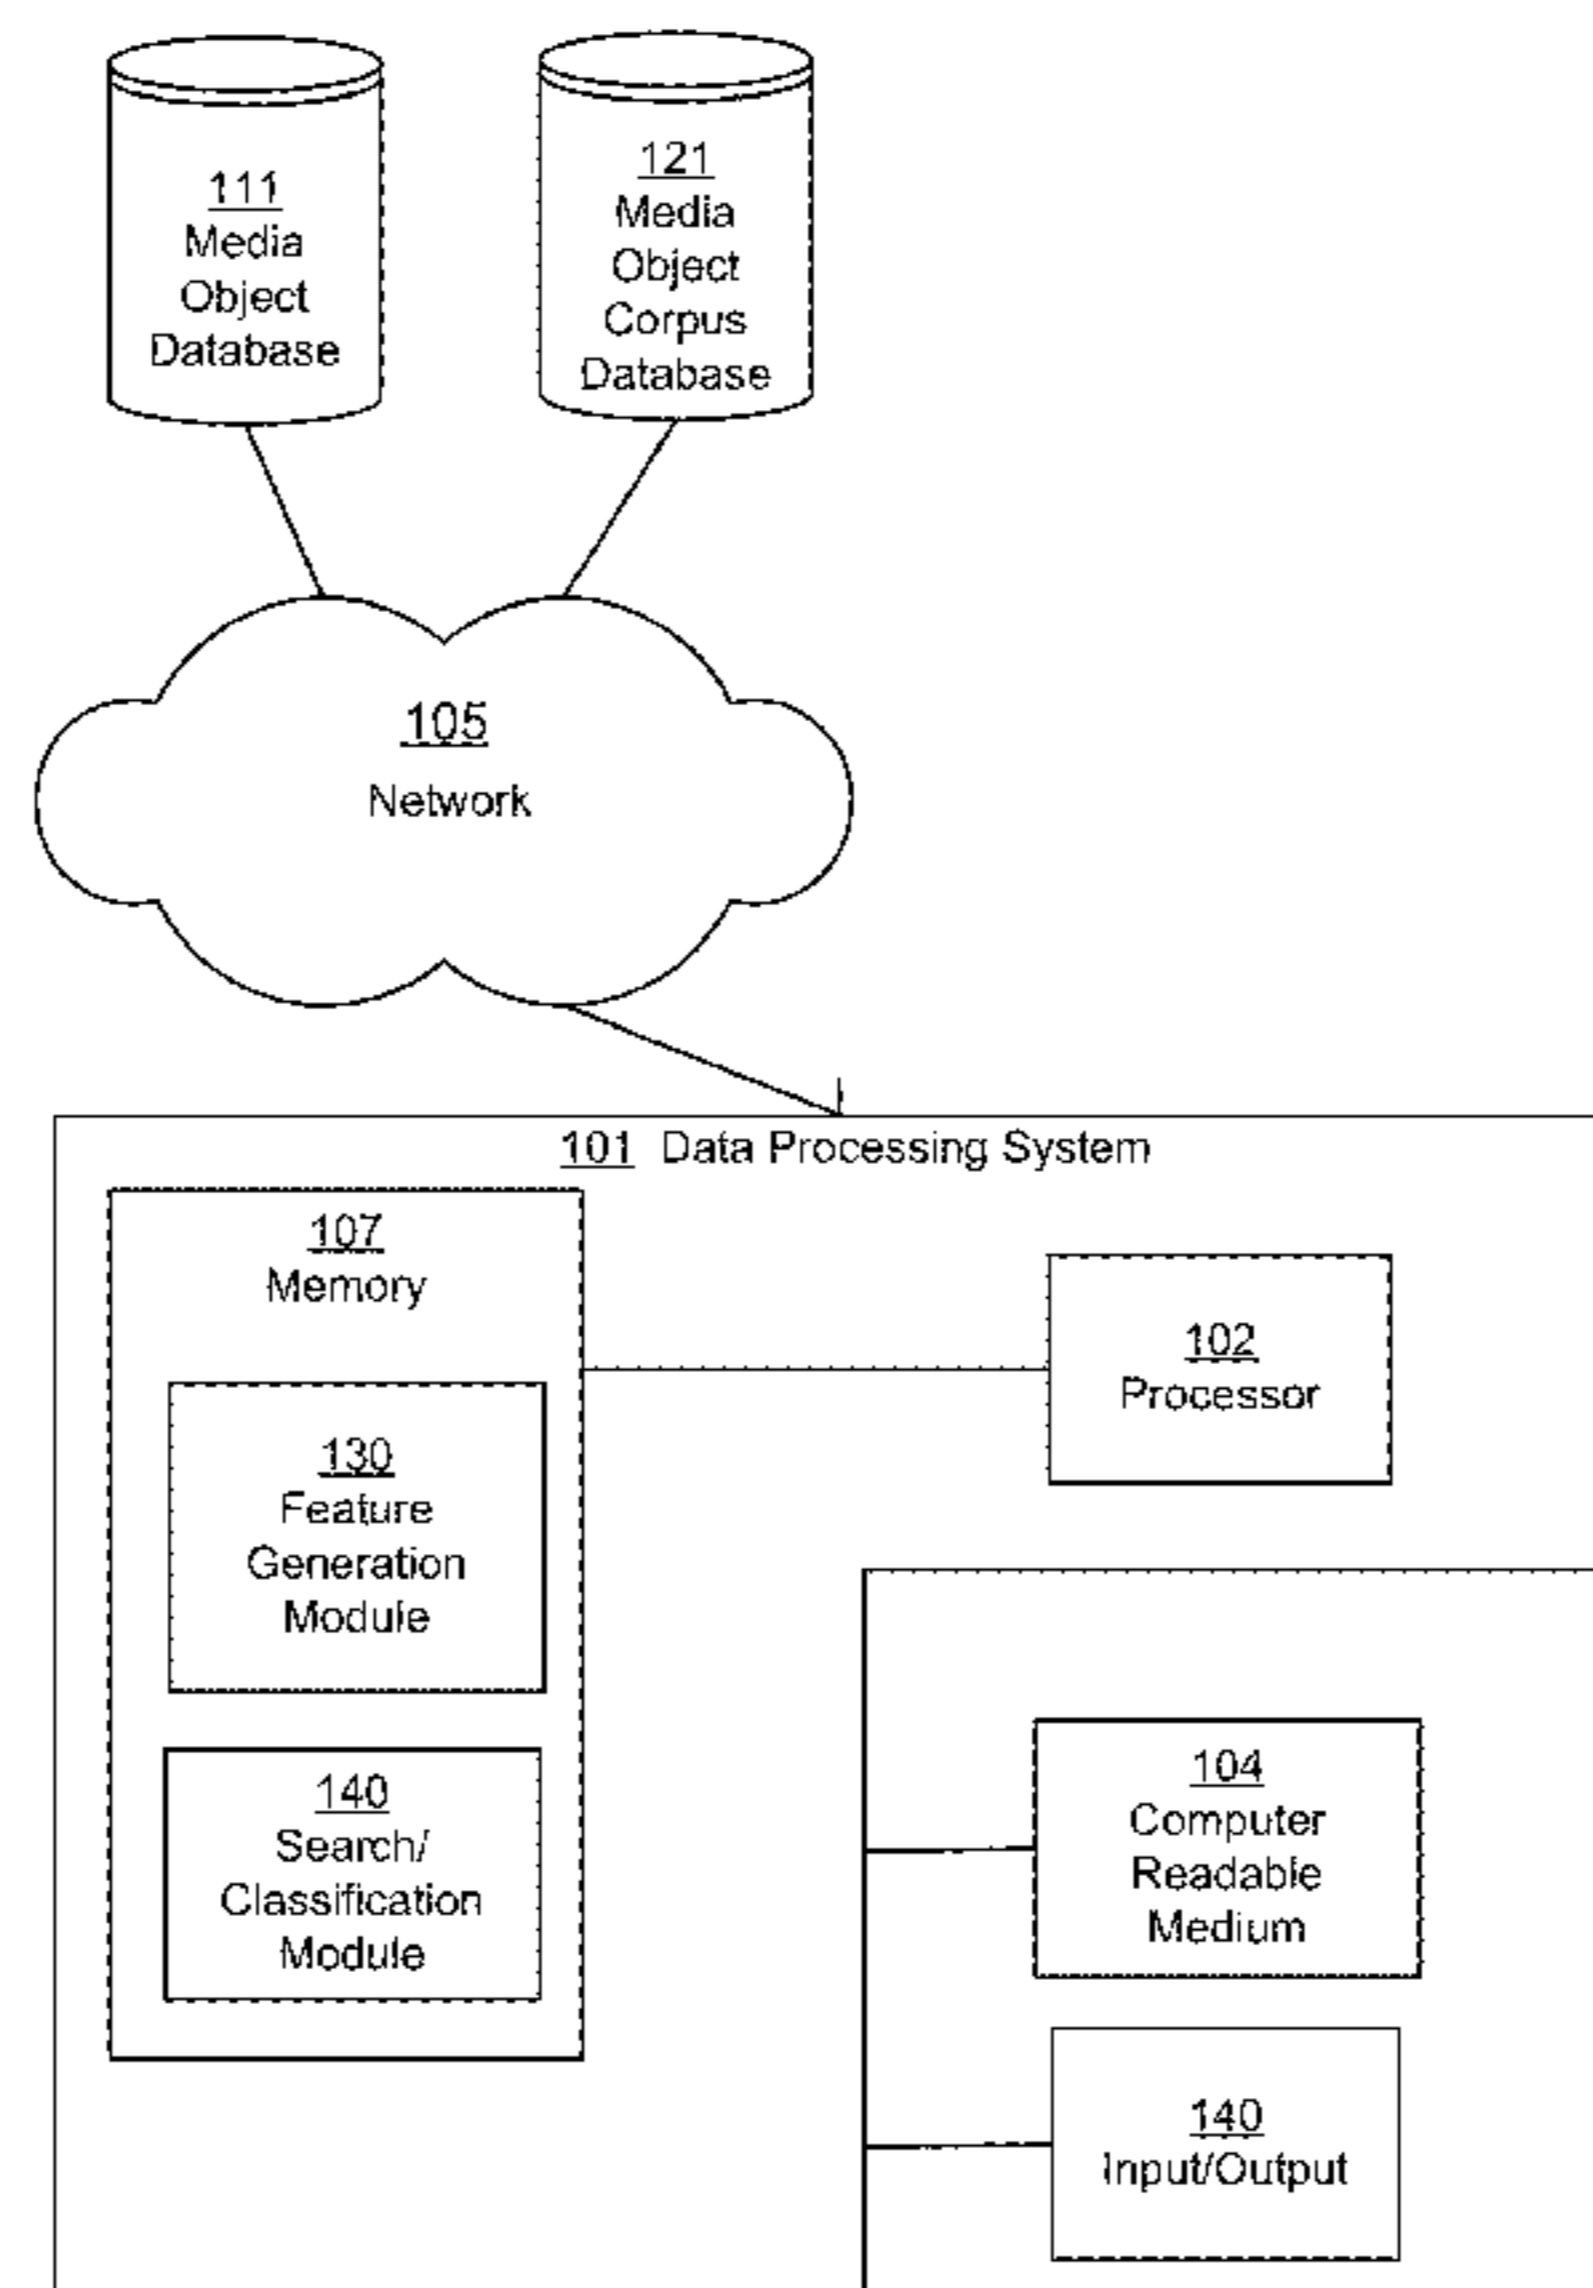 111
Media
Object
Database
121
Media
Object
Corpus
Database
105
Network
101 Data Processing System
107
Memory
102
Processor
130
Feature
Generation
Module
140
Search/
Classification
Module
104
Computer
Readable
Medium
140
Input/Output